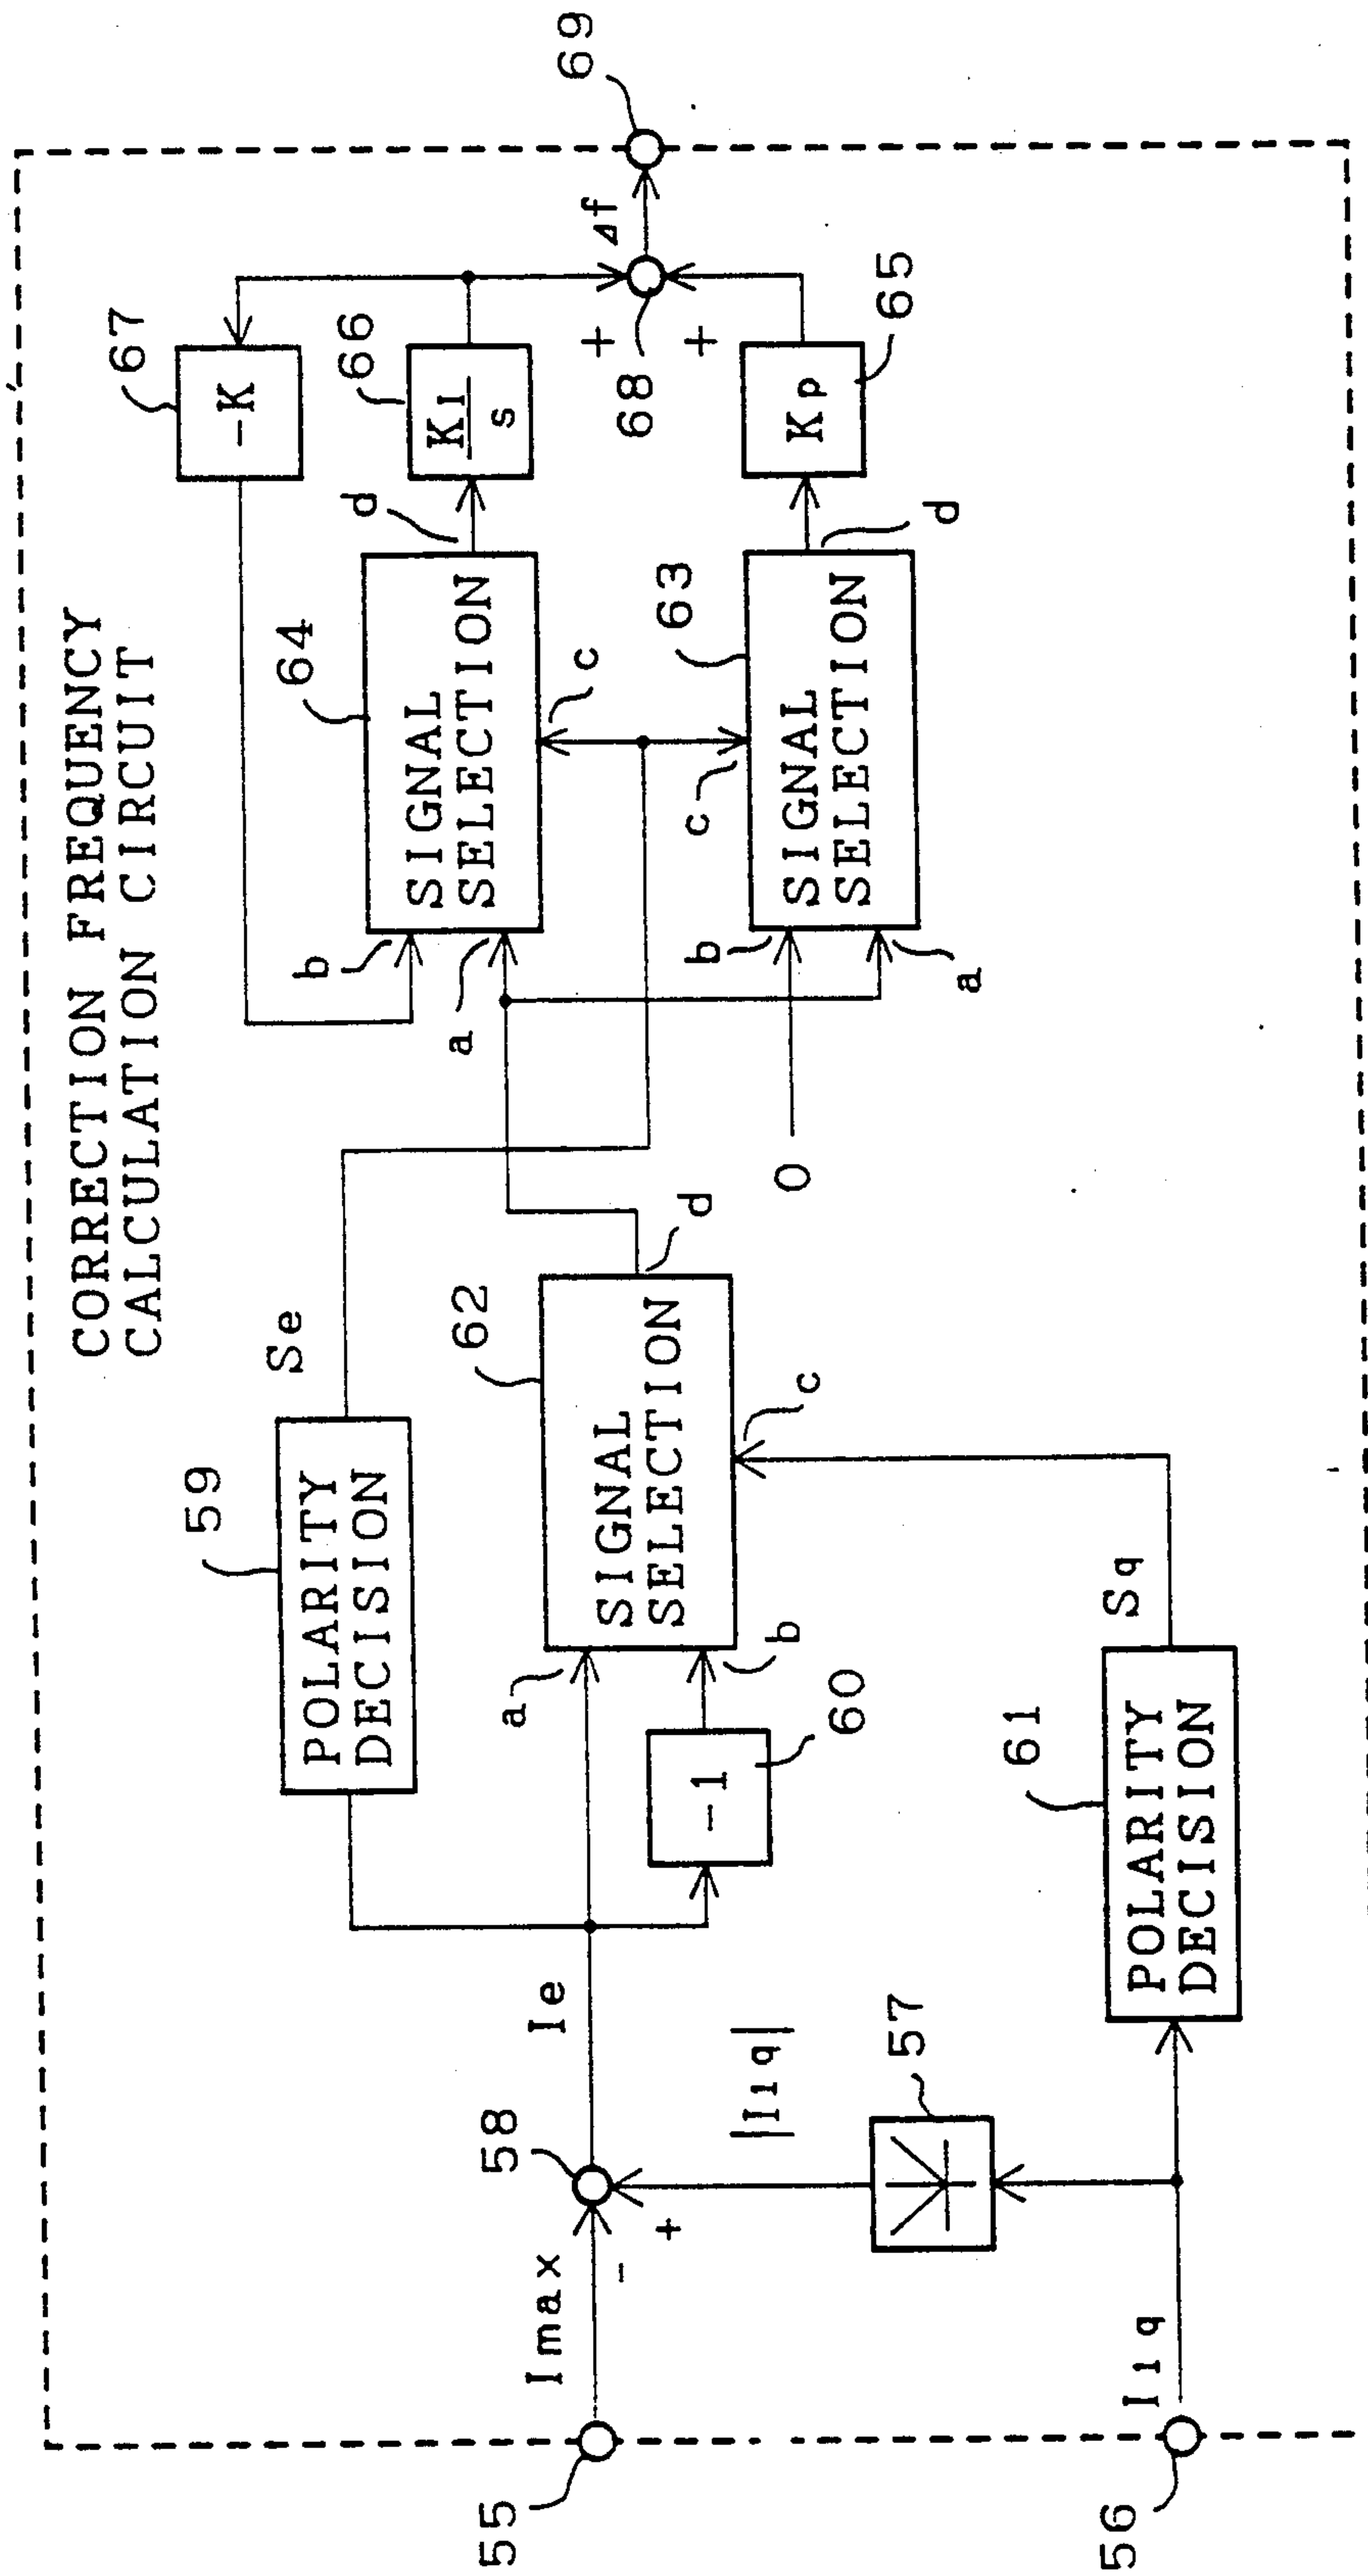 CORRECTION FREQUENCY
CALCULATION CIRCUIT
55
Imax
-
+
58
Ie
59
POLARITY
DECISION
Se
a
-1
60
b
62
SIGNAL
SELECTION
c
d
56
I1q
57
|I1q|
61
POLARITY
DECISION
Sq
0
b
a
64
SIGNAL
SELECTION
c
d
b
a
c
63
SIGNAL
SELECTION
d
67
-K
66
KI
s
Kp
65
+
+
68
⊿f
69